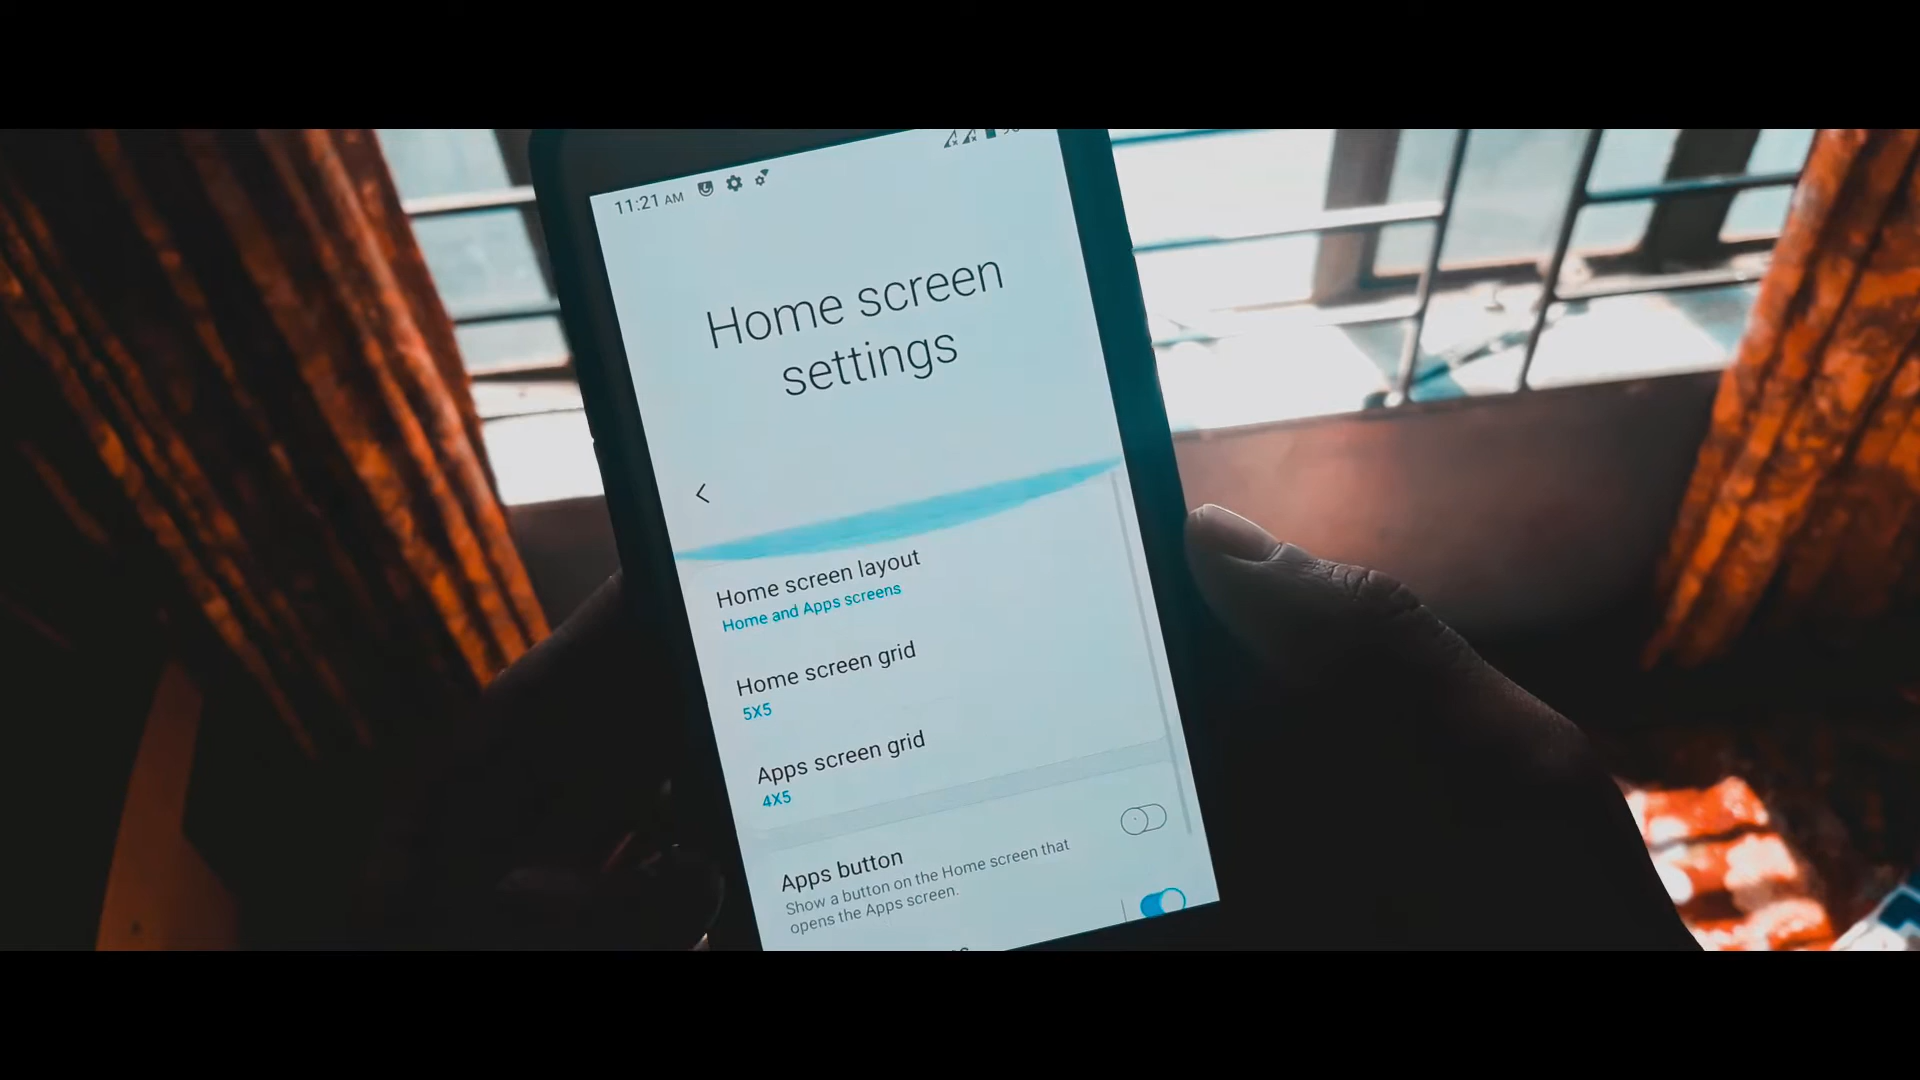 11:21 AM
Home screen
settings
Home screen layout
Home and Apps screens
Home screen grid
5X5
Apps screen grid
4X5
Apps button
Show a button on the Home screen that
opens the Apps screen.